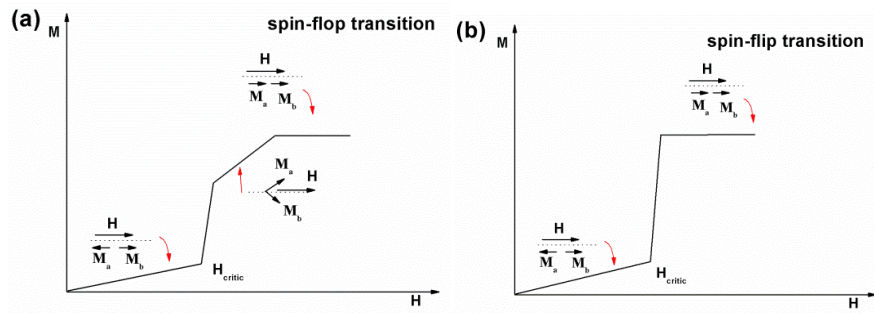 (a)
spin-flop transition
M
H
M_a M_b
M_a
H
M_b
H
M_a M_b
H_critic
H
(b)
spin-flip transition
M
H
M_a M_b
H
M_a M_b
H_critic
H